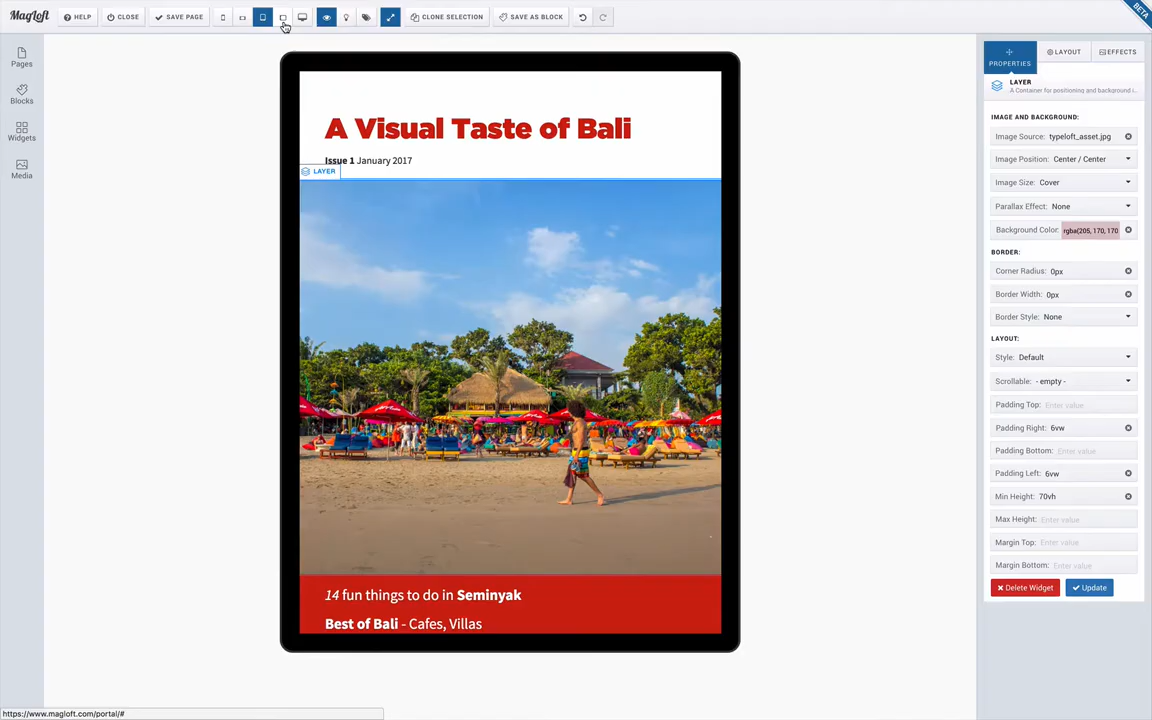 MagLoft
HELP
CLOSE
SAVE PAGE
CLONE SELECTION
SAVE AS BLOCK
BETA
Pages
Blocks
Widgets
Media
A Visual Taste of Bali
Issue 1 January 2017
LAYER
14 fun things to do in Seminyak
Best of Bali - Cafes, Villas
PROPERTIES
LAYOUT
EFFECTS
LAYER
A Container for positioning and background i...
IMAGE AND BACKGROUND:
Image Source: typeloft_asset.jpg
Image Position: Center / Center
Image Size: Cover
Parallax Effect: None
Background Color: rgba(205, 170, 170
BORDER:
Corner Radius: 0px
Border Width: 0px
Border Style: None
LAYOUT:
Style: Default
Scrollable: - empty -
Padding Top: Enter value
Padding Right: 6vw
Padding Bottom: Enter value
Padding Left: 6vw
Min Height: 70vh
Max Height: Enter value
Margin Top: Enter value
Margin Bottom: Enter value
Delete Widget
Update
https://www.magloft.com/portal/#